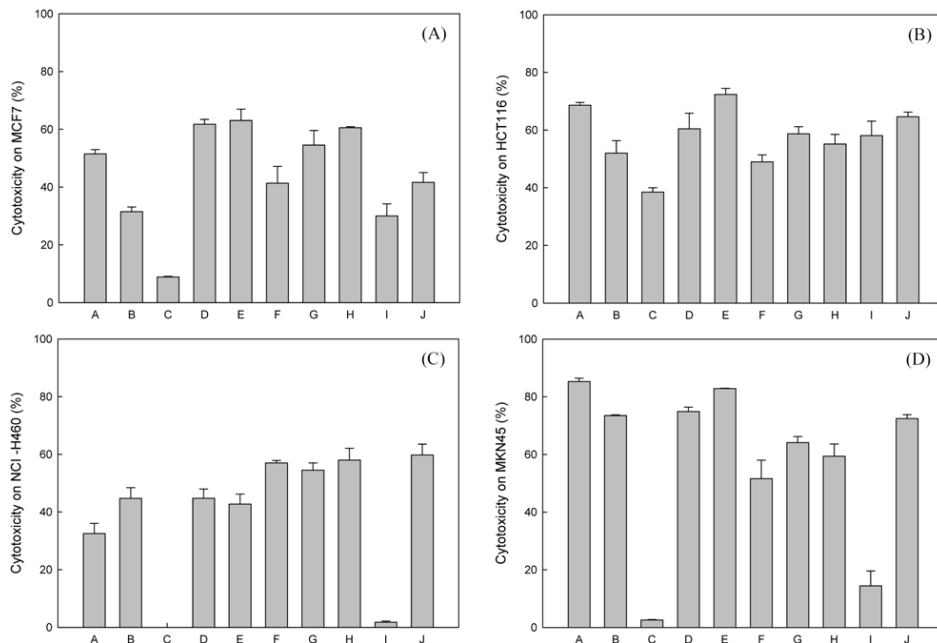 (A)
Cytotoxicity on MCF7 (%)
100
80
60
40
20
0
A B C D E F G H I J
(B)
Cytotoxicity on HCT116 (%)
100
80
60
40
20
0
A B C D E F G H I J
(C)
Cytotoxicity on NCI -H460 (%)
100
80
60
40
20
0
A B C D E F G H I J
(D)
Cytotoxicity on MKN45 (%)
100
80
60
40
20
0
A B C D E F G H I J